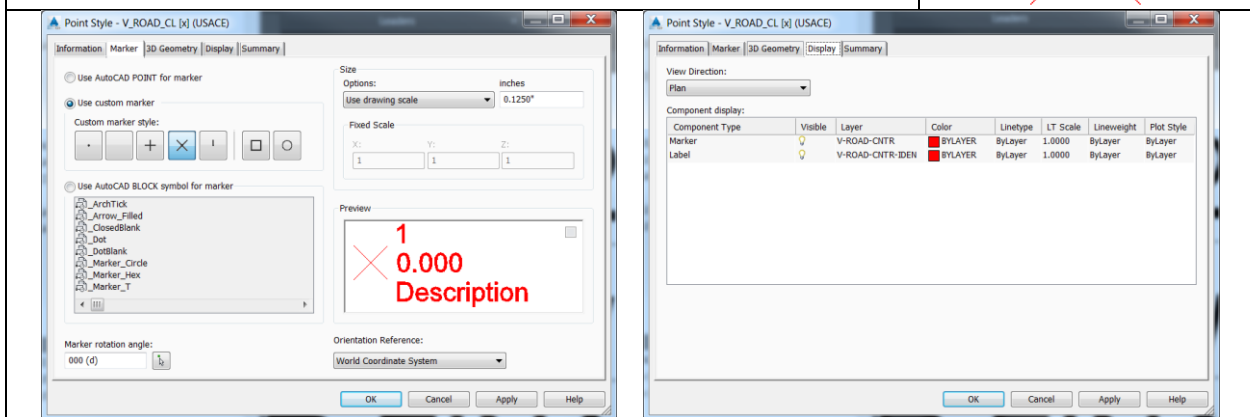 Point Style - V_ROAD_CL [x] (USACE)
Information Marker 3D Geometry Display Summary
Use AutoCAD POINT for marker
Use custom marker
Custom marker style:
Use AutoCAD BLOCK symbol for marker
_ArchTick
_Arrow_Filled
_ClosedBlank
_Dot
_DotBlank
_Marker_Circle
_Marker_Hex
_Marker_T
Marker rotation angle:
000 (d)
Size
Options: inches
Use drawing scale 0.1250"
Fixed Scale
X: Y: Z:
1 1 1
Preview
1
0.000
Description
Orientation Reference:
World Coordinate System
OK Cancel Apply Help
Point Style - V_ROAD_CL [x] (USACE)
Information Marker 3D Geometry Display Summary
View Direction:
Plan
Component display:
Component Type Visible Layer Color Linetype LT Scale Lineweight Plot Style
Marker V-ROAD-CNTR BYLAYER ByLayer 1.0000 ByLayer ByLayer
Label V-ROAD-CNTR-IDEN BYLAYER ByLayer 1.0000 ByLayer ByLayer
OK Cancel Apply Help